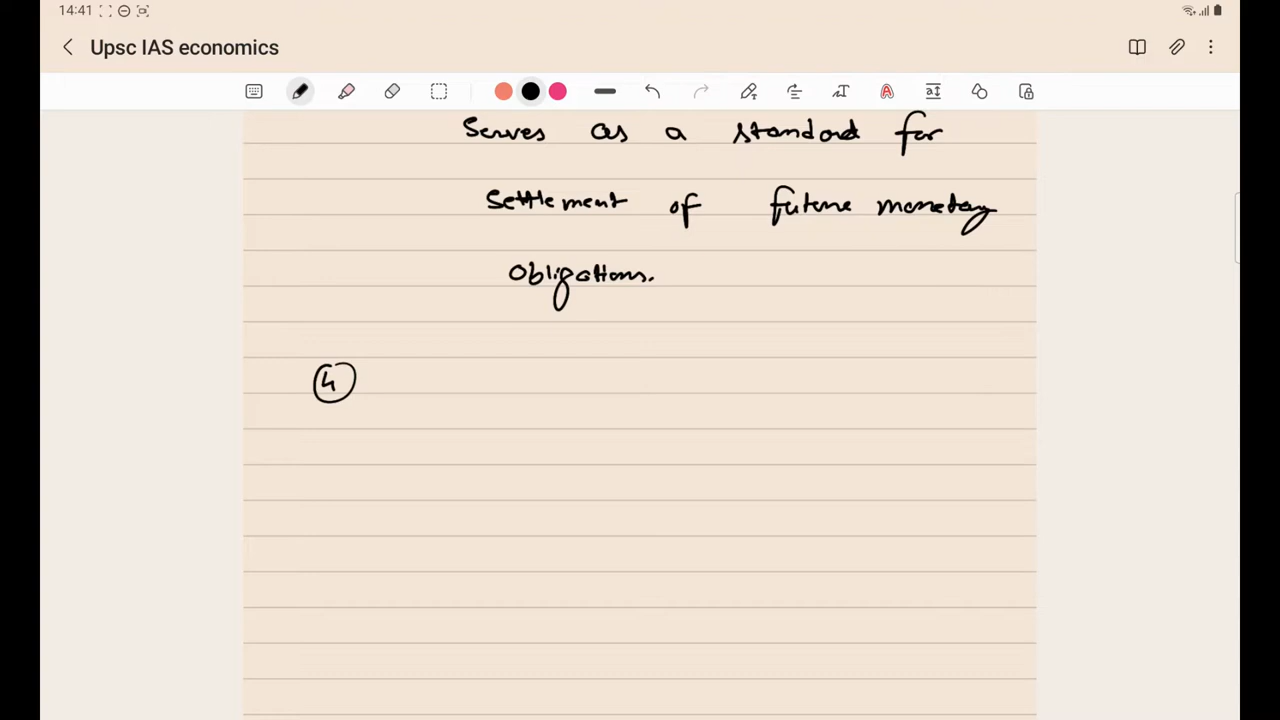 14:41
Upsc IAS economics
Serves as a standard for
Settlement of future monetary
Obligations.
4